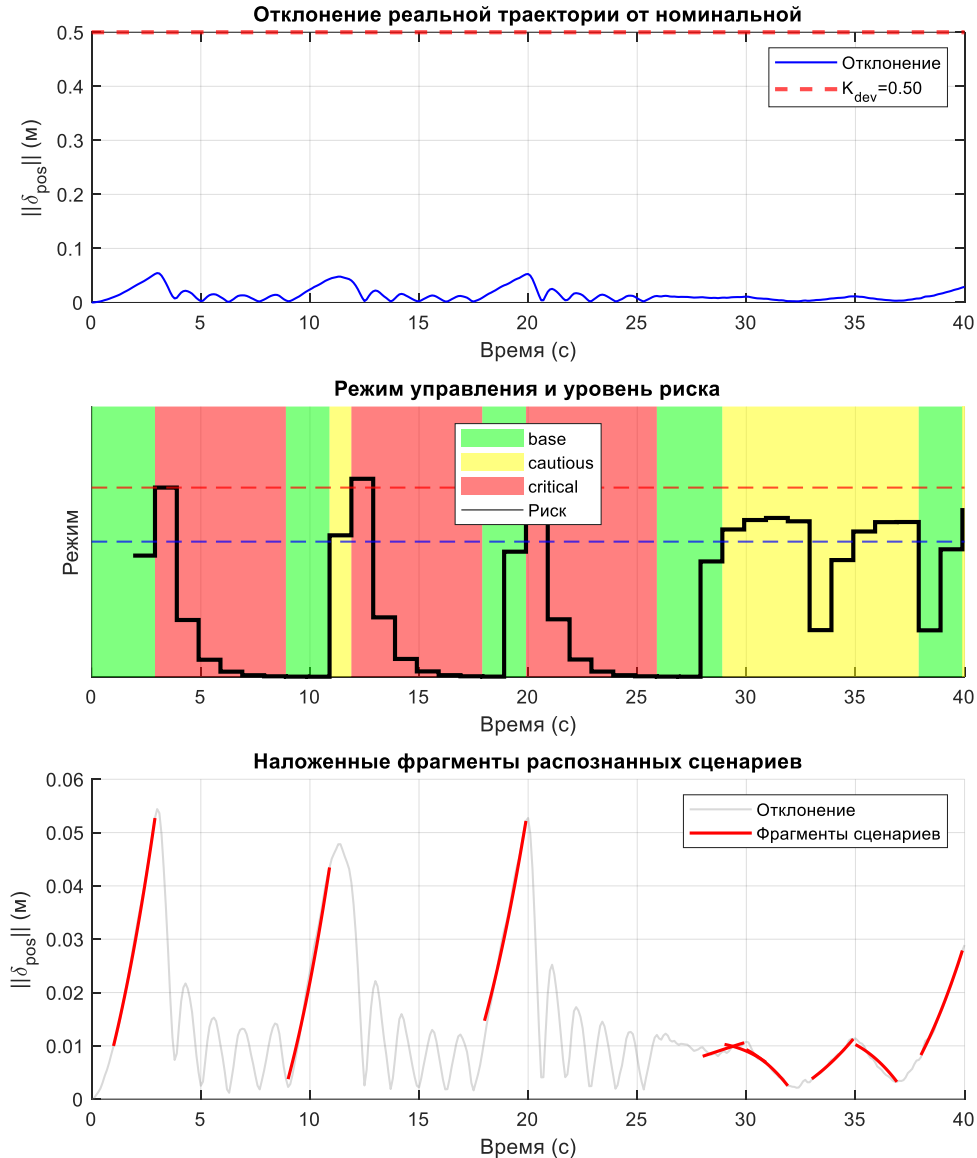 Отклонение реальной траектории от номинальной
0.5
0.4
0.3
0.2
0.1
0
||δpos|| (м)
Отклонение
Kdev=0.50
0 5 10 15 20 25 30 35 40
Время (с)
Режим управления и уровень риска
Режим
base
cautious
critical
Риск
0 5 10 15 20 25 30 35 40
Время (с)
Наложенные фрагменты распознанных сценариев
0.06
0.05
0.04
0.03
0.02
0.01
0
||δpos|| (м)
Отклонение
Фрагменты сценариев
0 5 10 15 20 25 30 35 40
Время (с)